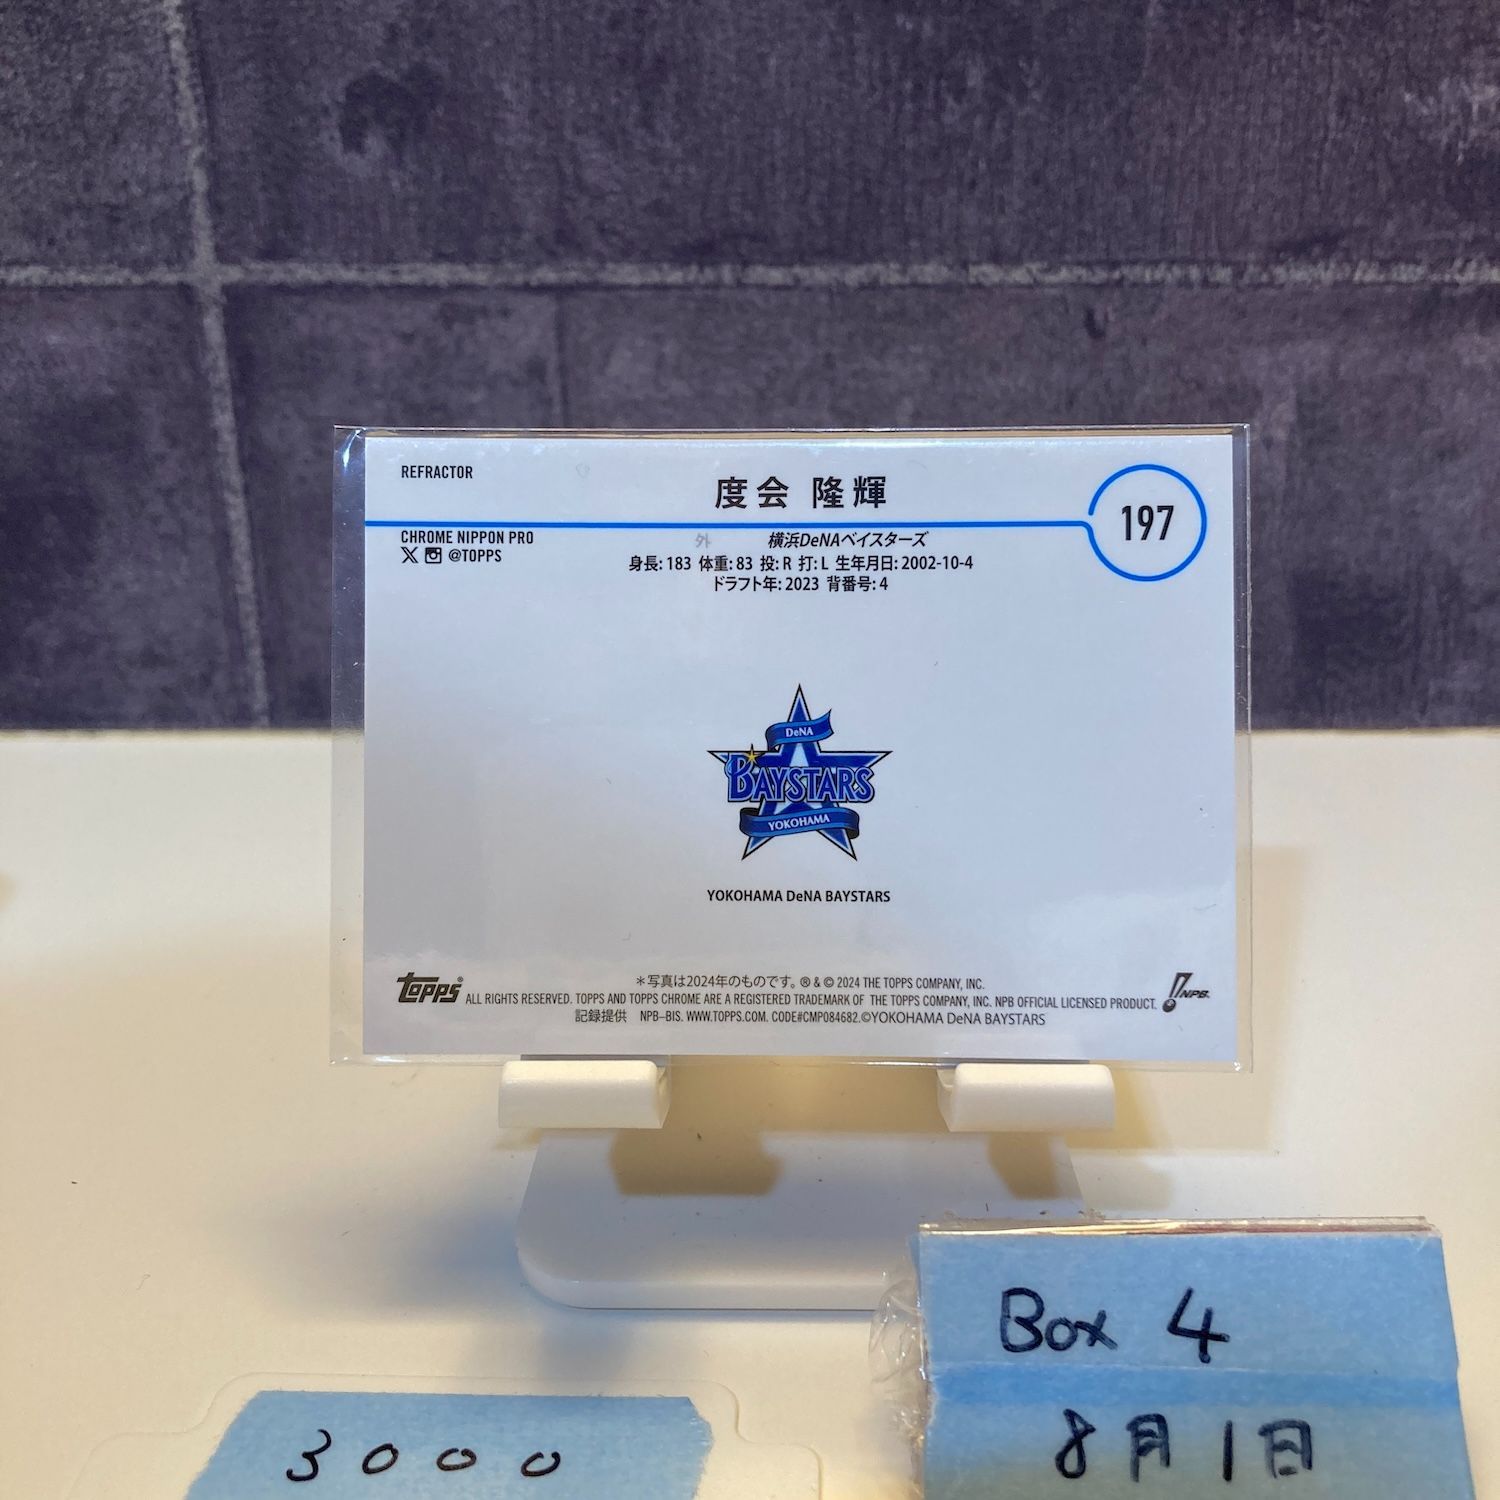 REFRACTOR
度会 隆輝
197
CHROME NIPPON PRO
外 横浜DeNAベイスターズ
@TOPPS
身長: 183 体重: 83 投: R 打: L 生年月日: 2002-10-4
ドラフト年: 2023 背番号: 4
DeNA
BAYSTARS
YOKOHAMA
YOKOHAMA DeNA BAYSTARS
topps®
＊写真は2024年のものです。® & © 2024 THE TOPPS COMPANY, INC.
ALL RIGHTS RESERVED. TOPPS AND TOPPS CHROME ARE A REGISTERED TRADEMARK OF THE TOPPS COMPANY, INC. NPB OFFICIAL LICENSED PRODUCT.
NPB
記録提供 NPB–BIS. WWW.TOPPS.COM. CODE#CMP084682.©YOKOHAMA DeNA BAYSTARS
Box 4
8月1日
3000